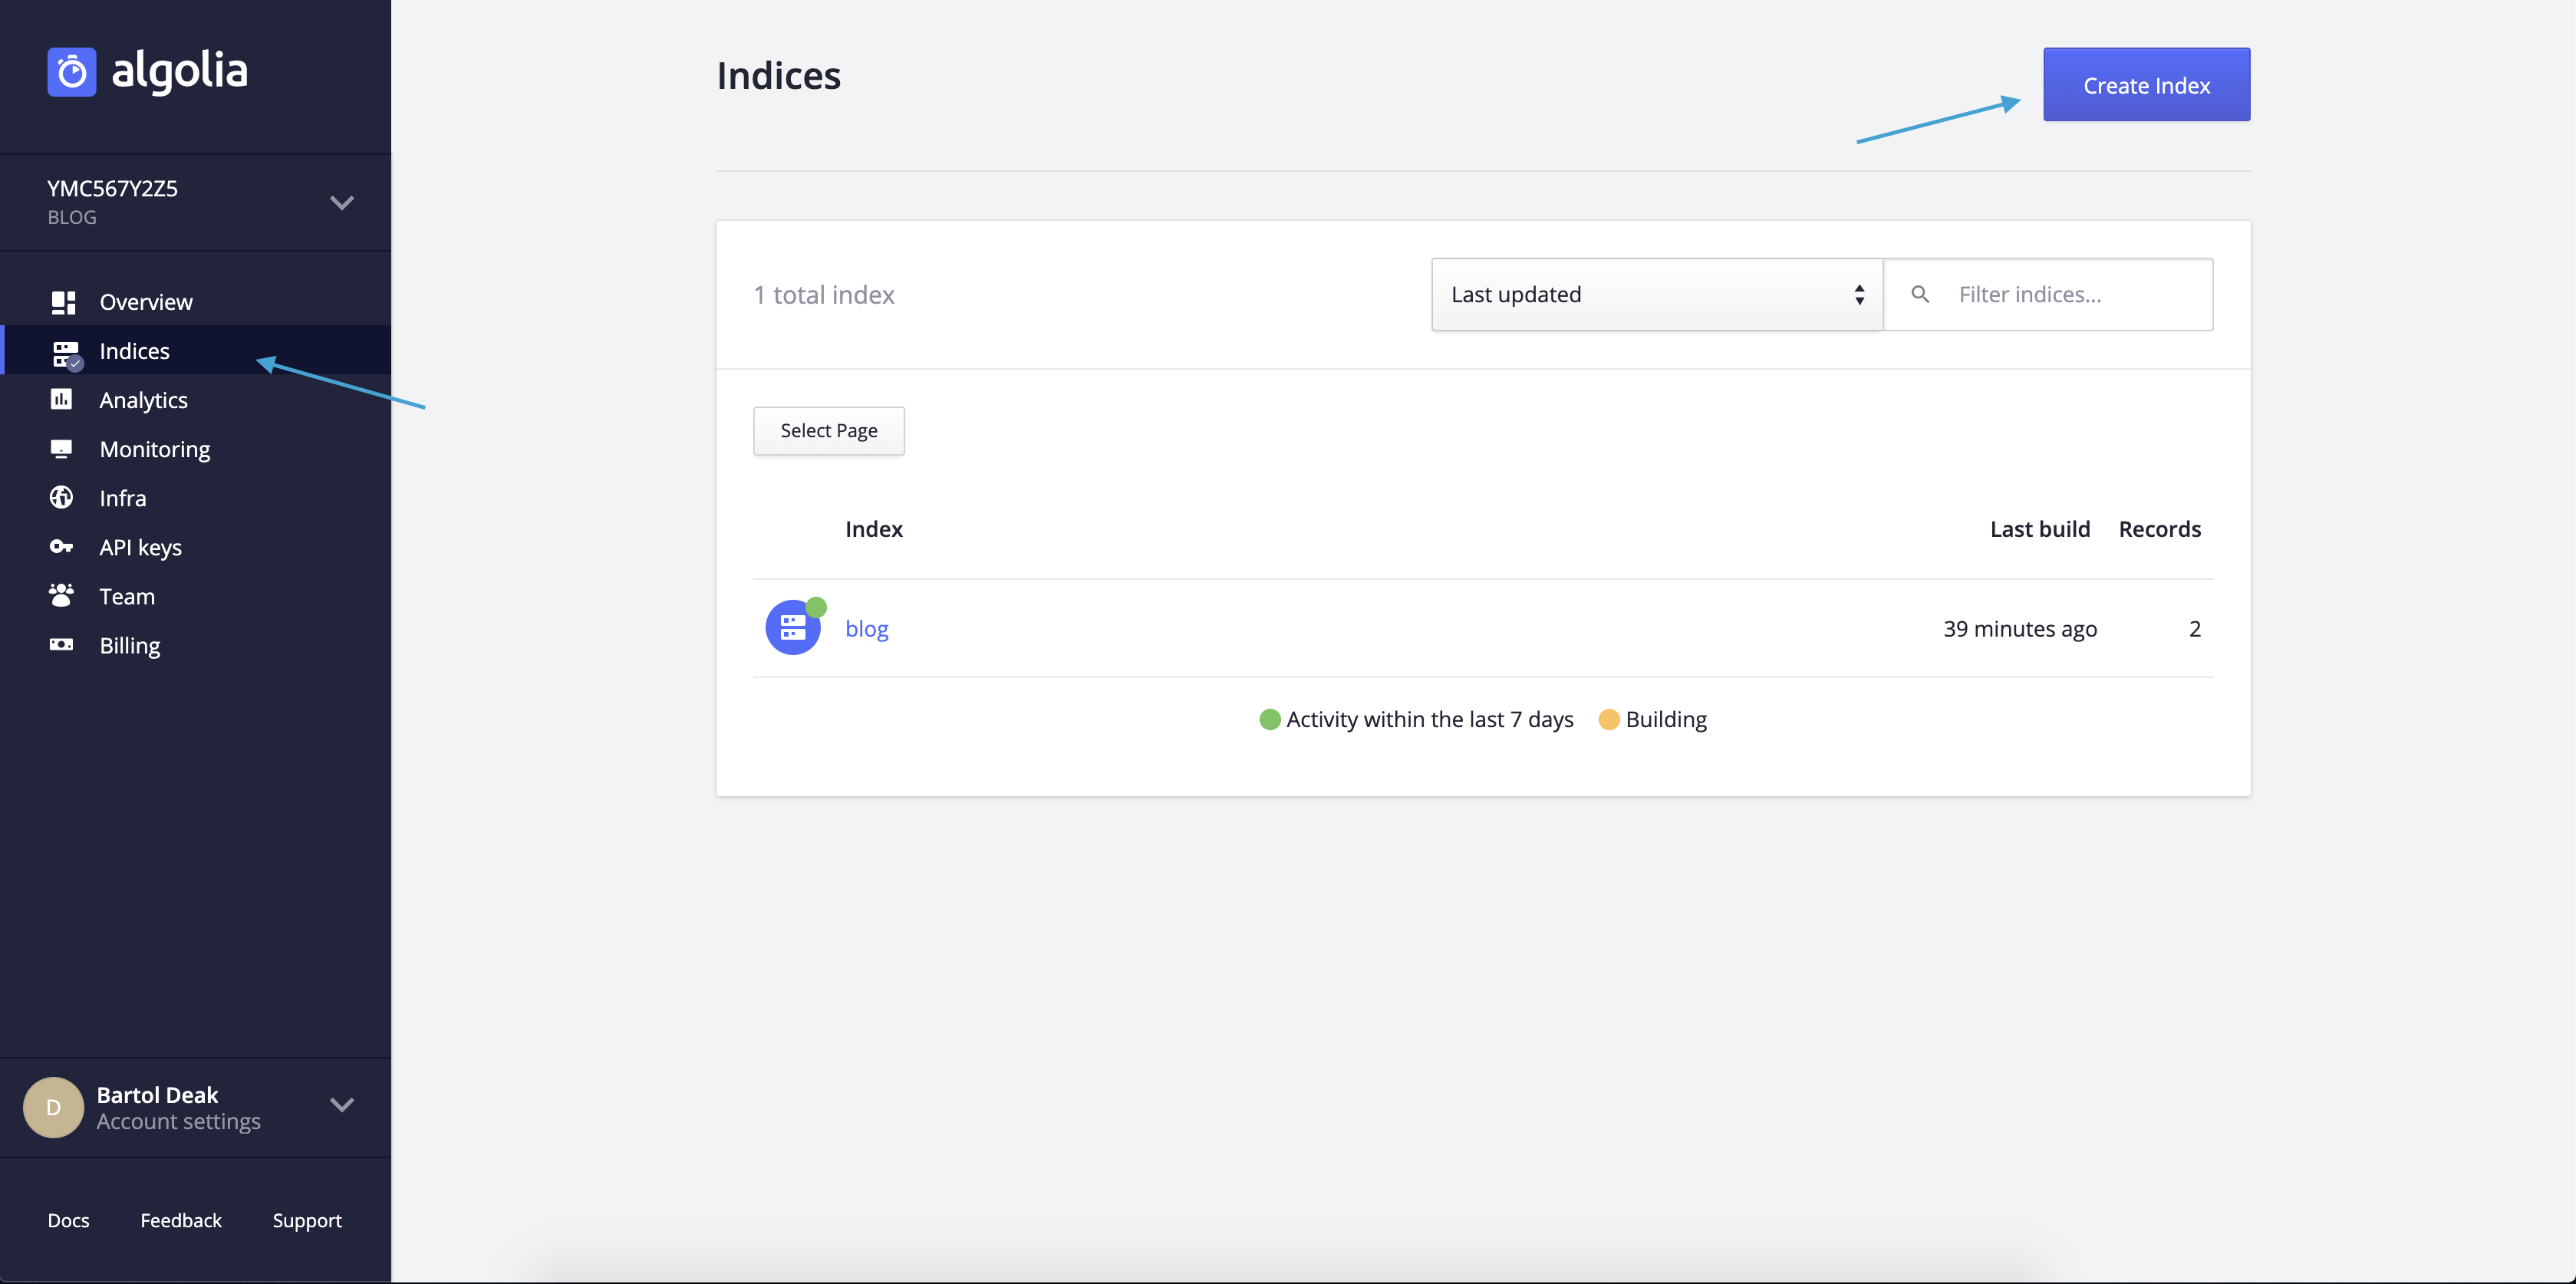 algolia
YMC567Y2Z5
BLOG
Overview
Indices
Analytics
Monitoring
Infra
API keys
Team
Billing
Bartol Deak
D
Account settings
Docs Feedback Support
Indices
Create Index
1 total index
Last updated
Filter indices...
Select Page
Index Last build Records
blog 39 minutes ago 2
Activity within the last 7 days Building